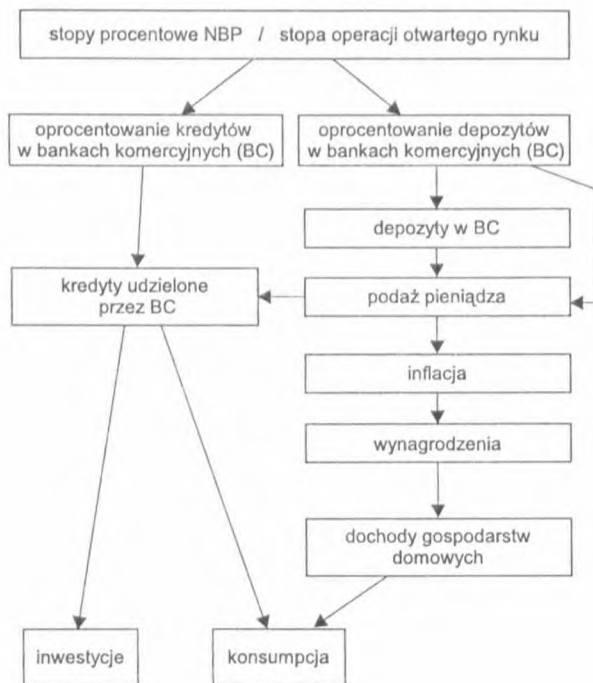 stopy procentowe NBP / stopa operacji otwartego rynku
oprocentowanie kredytów
w bankach komercyjnych (BC)
oprocentowanie depozytów
w bankach komercyjnych (BC)
depozyty w BC
kredyty udzielone
przez BC
podaż pieniądza
inflacja
wynagrodzenia
dochody gospodarstw
domowych
inwestycje
konsumpcja